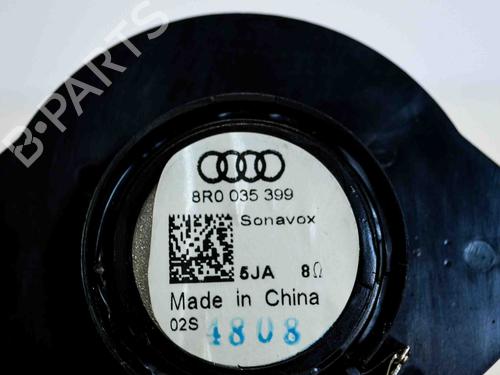 B-PARTS
8R0 035 399
Sonavox
5JA 8Ω
Made in China
02S 4808